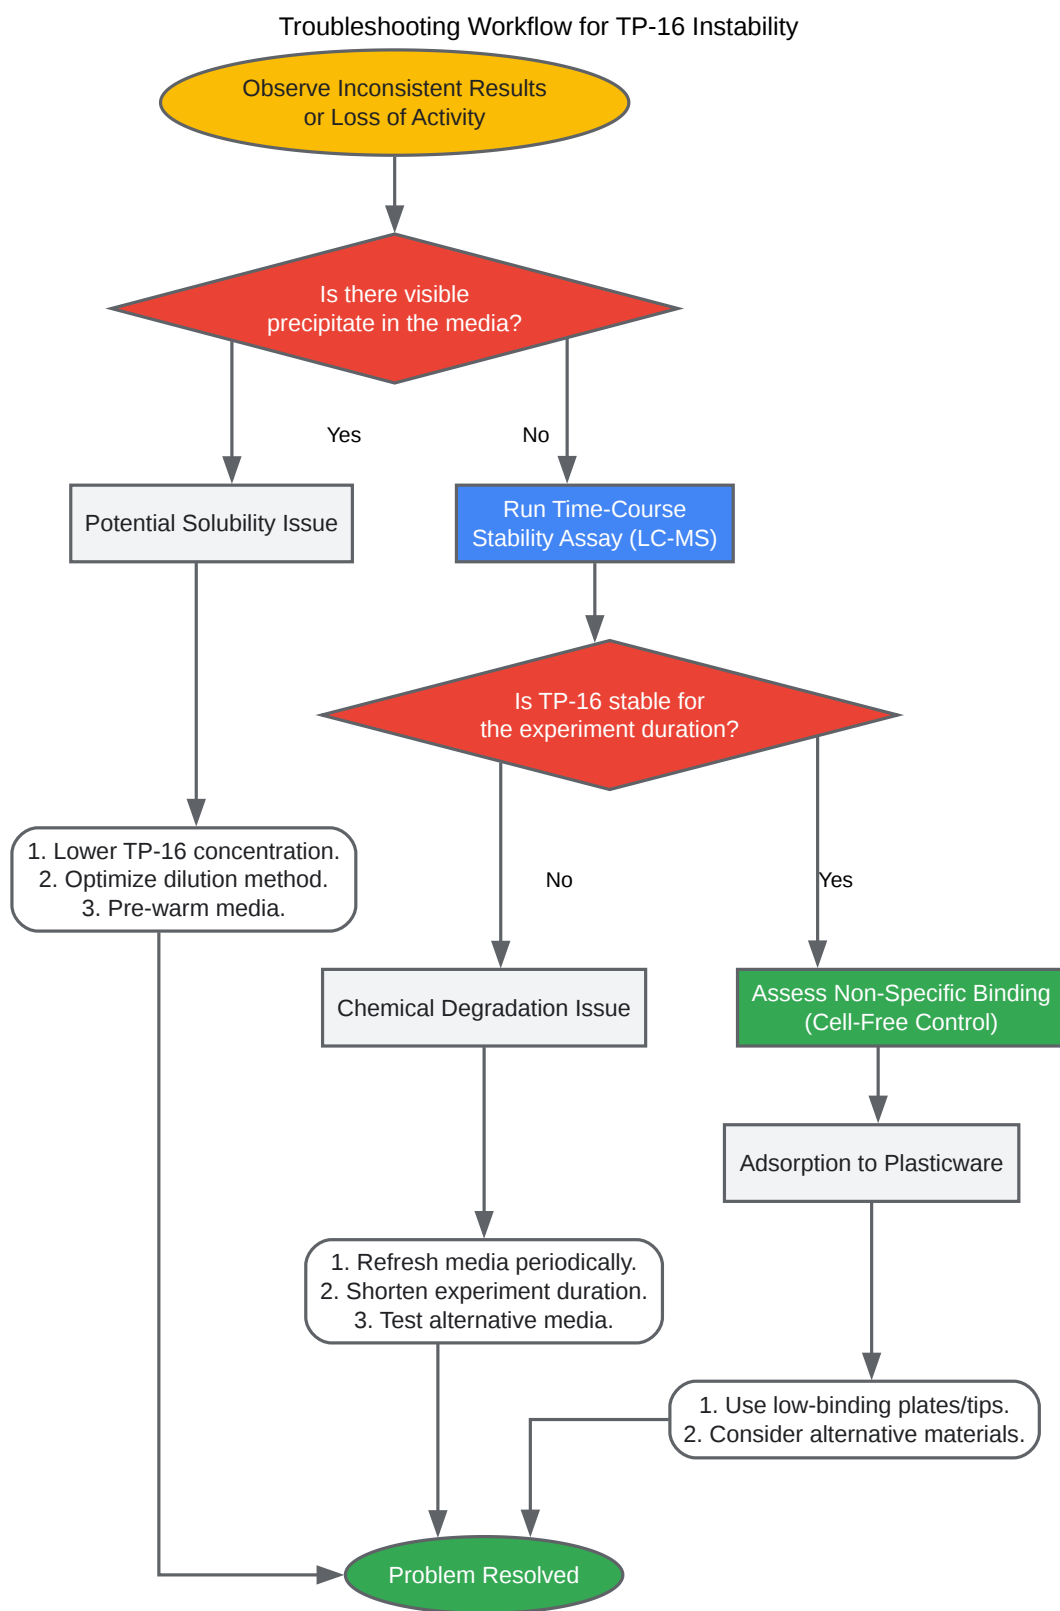 Troubleshooting Workflow for TP-16 Instability
Observe Inconsistent Results
or Loss of Activity
Is there visible
precipitate in the media?
Yes
No
Potential Solubility Issue
Run Time-Course
Stability Assay (LC-MS)
Is TP-16 stable for
the experiment duration?
1. Lower TP-16 concentration.
2. Optimize dilution method.
3. Pre-warm media.
No
Yes
Chemical Degradation Issue
Assess Non-Specific Binding
(Cell-Free Control)
Adsorption to Plasticware
1. Refresh media periodically.
2. Shorten experiment duration.
3. Test alternative media.
1. Use low-binding plates/tips.
2. Consider alternative materials.
Problem Resolved